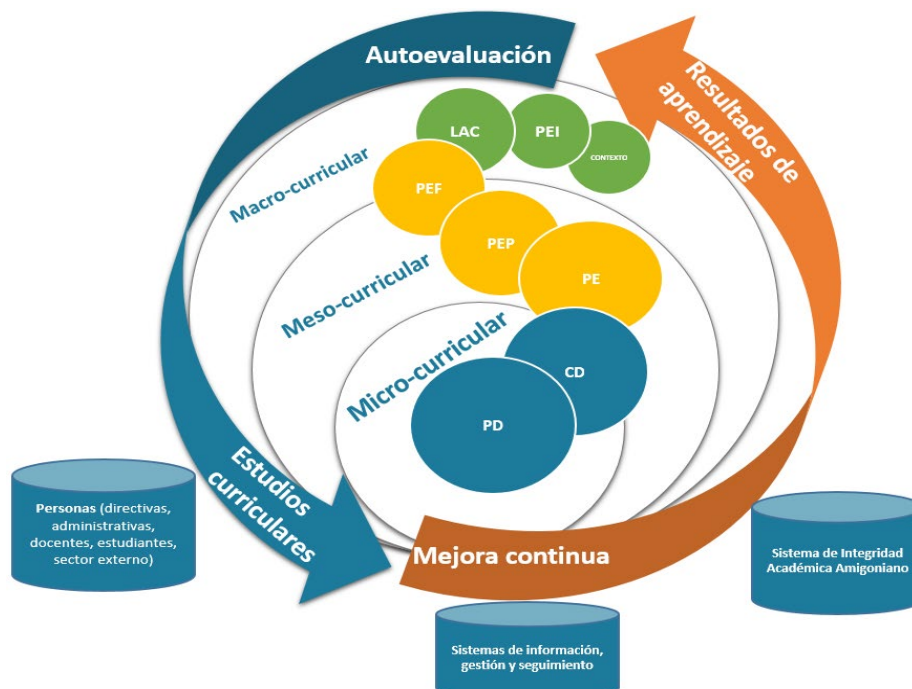 Autoevaluación
Resultados de
aprendizaje
LAC
PEI
CONTEXTO
Macro-curricular
PEF
PEP
PE
Meso-curricular
Micro-curricular
CD
PD
Estudios
curriculares
Mejora continua
Personas (directivas,
administrativas,
docentes, estudiantes,
sector externo)
Sistemas de información,
gestión y seguimiento
Sistema de Integridad
Académica Amigoniano